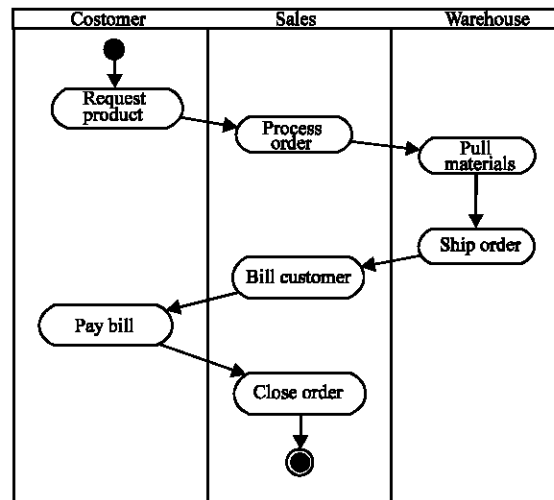 Costomer Sales Warehouse
Request
product
Process
order
Pull
materials
Ship order
Bill customer
Pay bill
Close order